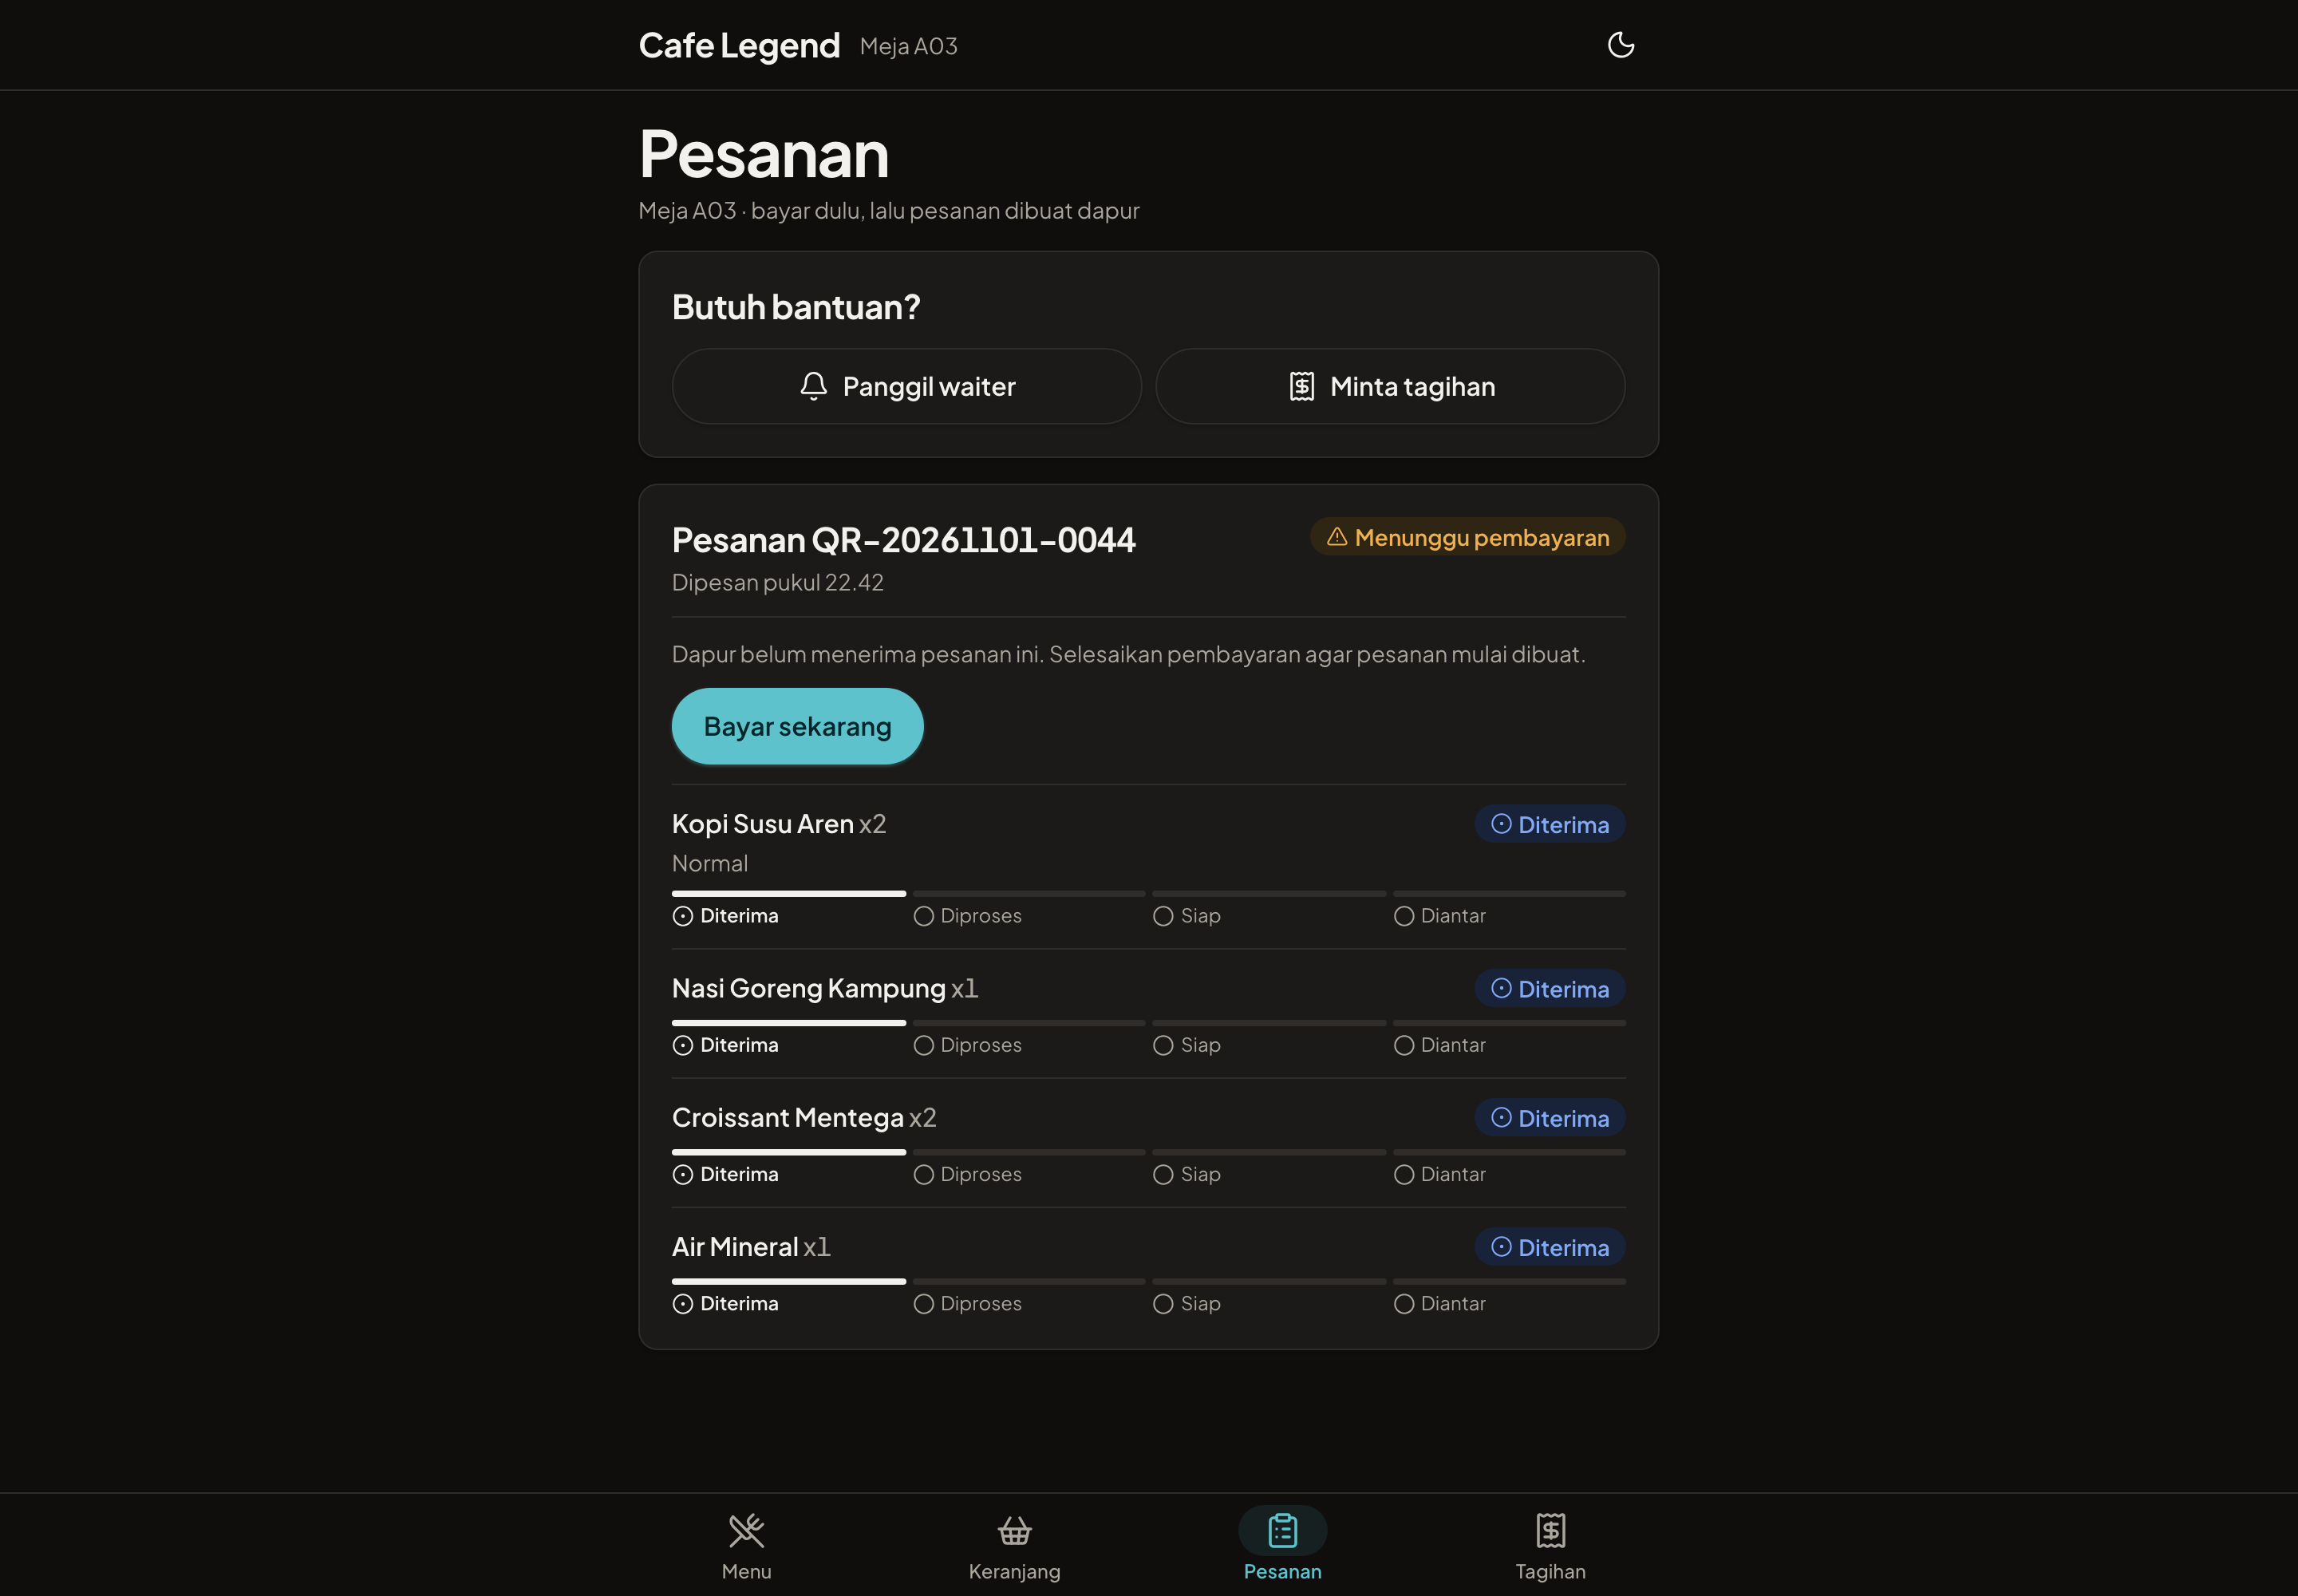 Cafe Legend Meja A03
Pesanan
Meja A03 · bayar dulu, lalu pesanan dibuat dapur
Butuh bantuan?
Panggil waiter
Minta tagihan
Pesanan QR-20261101-0044
Menunggu pembayaran
Dipesan pukul 22.42
Dapur belum menerima pesanan ini. Selesaikan pembayaran agar pesanan mulai dibuat.
Bayar sekarang
Kopi Susu Aren x2
Diterima
Normal
Diterima Diproses Siap Diantar
Nasi Goreng Kampung x1
Diterima
Diterima Diproses Siap Diantar
Croissant Mentega x2
Diterima
Diterima Diproses Siap Diantar
Air Mineral x1
Diterima
Diterima Diproses Siap Diantar
Menu Keranjang Pesanan Tagihan